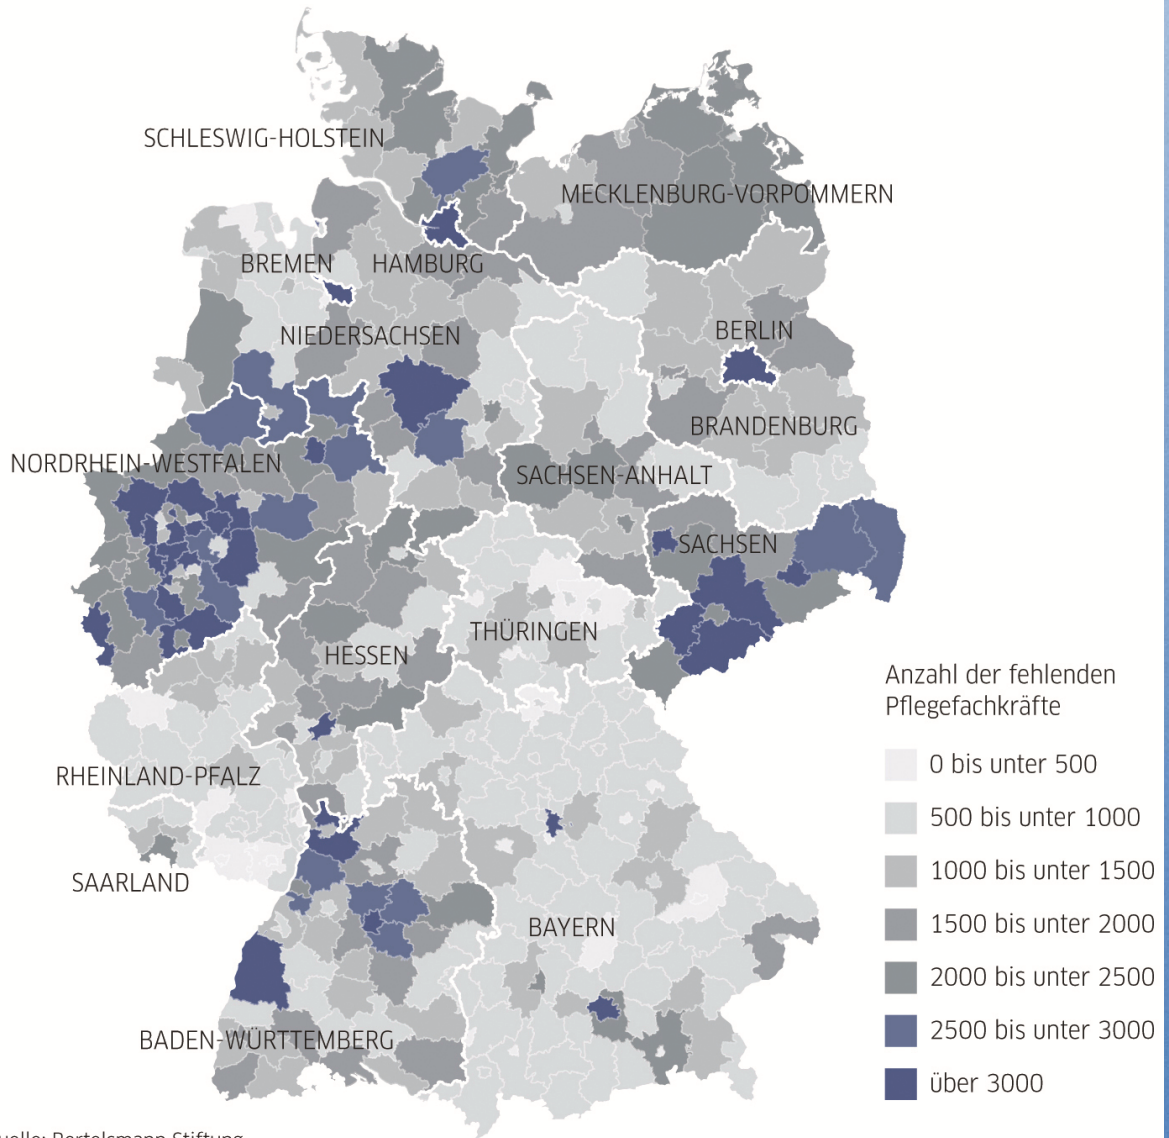 SCHLESWIG-HOLSTEIN
MECKLENBURG-VORPOMMERN
BREMEN
HAMBURG
NIEDERSACHSEN
BERLIN
BRANDENBURG
NORDRHEIN-WESTFALEN
SACHSEN-ANHALT
SACHSEN
THÜRINGEN
HESSEN
RHEINLAND-PFALZ
SAARLAND
BAYERN
BADEN-WÜRTTEMBERG
Anzahl der fehlenden
Pflegefachkräfte
0 bis unter 500
500 bis unter 1000
1000 bis unter 1500
1500 bis unter 2000
2000 bis unter 2500
2500 bis unter 3000
über 3000